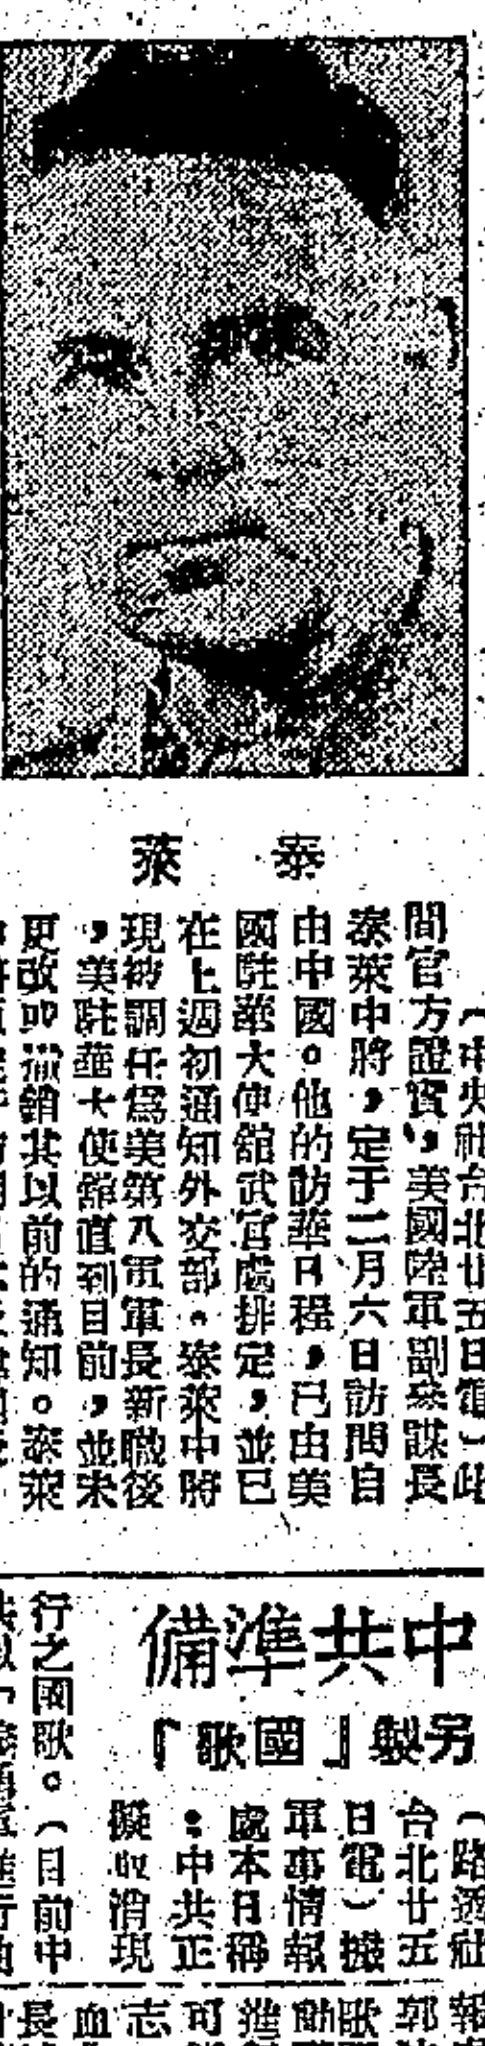 泰萊
（中央社台北廿五日電）此
間官方證實，美國陸軍副參謀長
泰萊中將，定于二月六日訪問自
由中國。他的訪華日程，已由美
國駐華大使館武官處排定，並已
在上週初通知外交部。泰萊中將
現被調任爲美第八軍軍長新職後
，美駐華大使館直到目前，並未
更改或撤銷其以前的通知。泰萊
中共準備
另製『國歌』
（路透社
台北廿五
日電）據
軍事情報
處本日稱
：中共正
擬取消現
行之國歌。（目前中